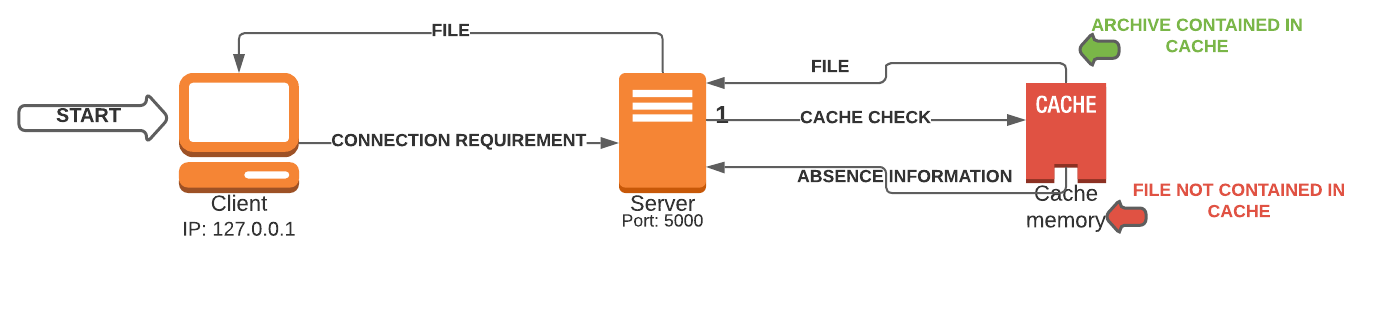 FILE
ARCHIVE CONTAINED IN
CACHE
FILE
START
1
CACHE CHECK
CACHE
CONNECTION REQUIREMENT
ABSENCE INFORMATION
Client
IP: 127.0.0.1
Server
Port: 5000
Cache
memory
FILE NOT CONTAINED IN
CACHE